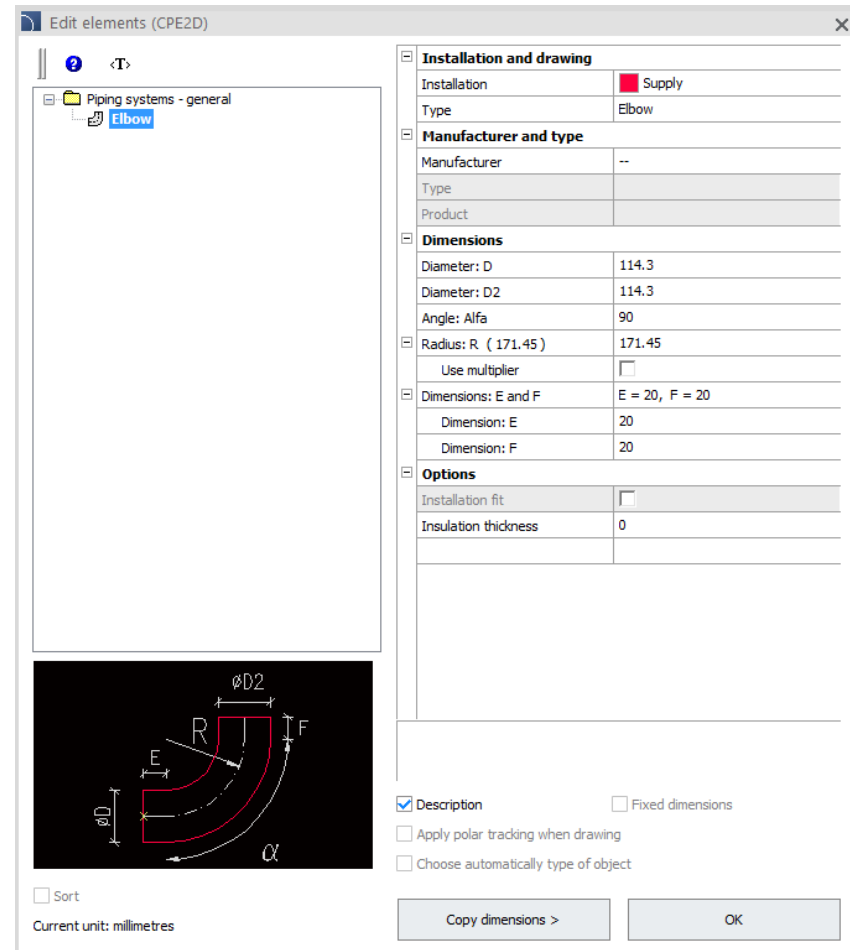 Edit elements (CPE2D)
? <T>
Piping systems - general
Elbow
Installation and drawing
Installation Supply
Type Elbow
Manufacturer and type
Manufacturer --
Type
Product
Dimensions
Diameter: D 114.3
Diameter: D2 114.3
Angle: Alfa 90
Radius: R ( 171.45 ) 171.45
Use multiplier
Dimensions: E and F E = 20, F = 20
Dimension: E 20
Dimension: F 20
Options
Installation fit
Insulation thickness 0
øD2
R F
E
øD
α
Description Fixed dimensions
Apply polar tracking when drawing
Choose automatically type of object
Sort
Current unit: millimetres
Copy dimensions > OK